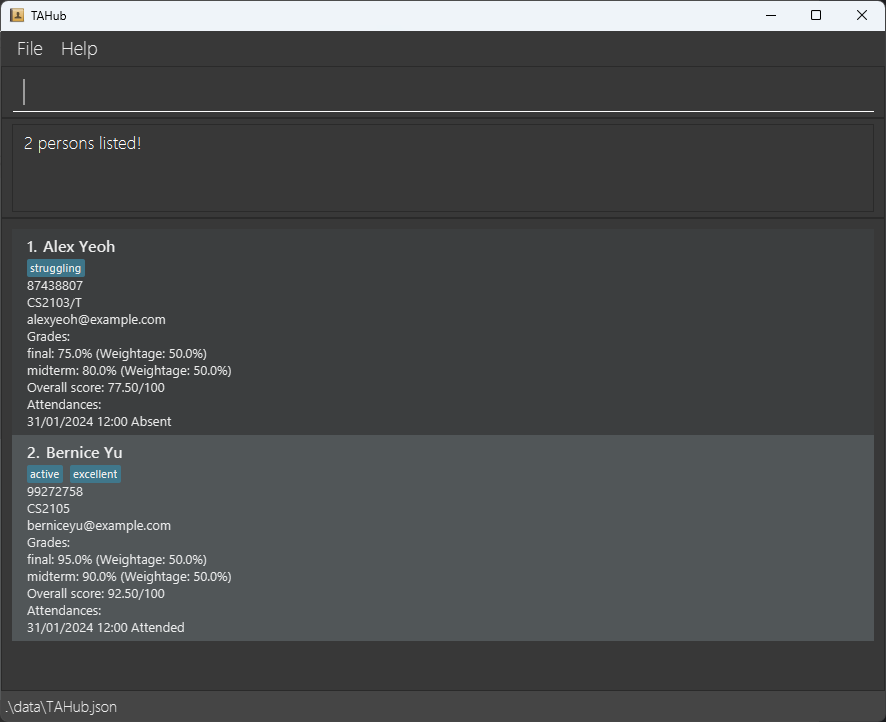 TAHub
File Help
2 persons listed!
1. Alex Yeoh
struggling
87438807
CS2103/T
alexyeoh@example.com
Grades:
final: 75.0% (Weightage: 50.0%)
midterm: 80.0% (Weightage: 50.0%)
Overall score: 77.50/100
Attendances:
31/01/2024 12:00 Absent
2. Bernice Yu
active excellent
99272758
CS2105
berniceyu@example.com
Grades:
final: 95.0% (Weightage: 50.0%)
midterm: 90.0% (Weightage: 50.0%)
Overall score: 92.50/100
Attendances:
31/01/2024 12:00 Attended
.\data\TAHub.json